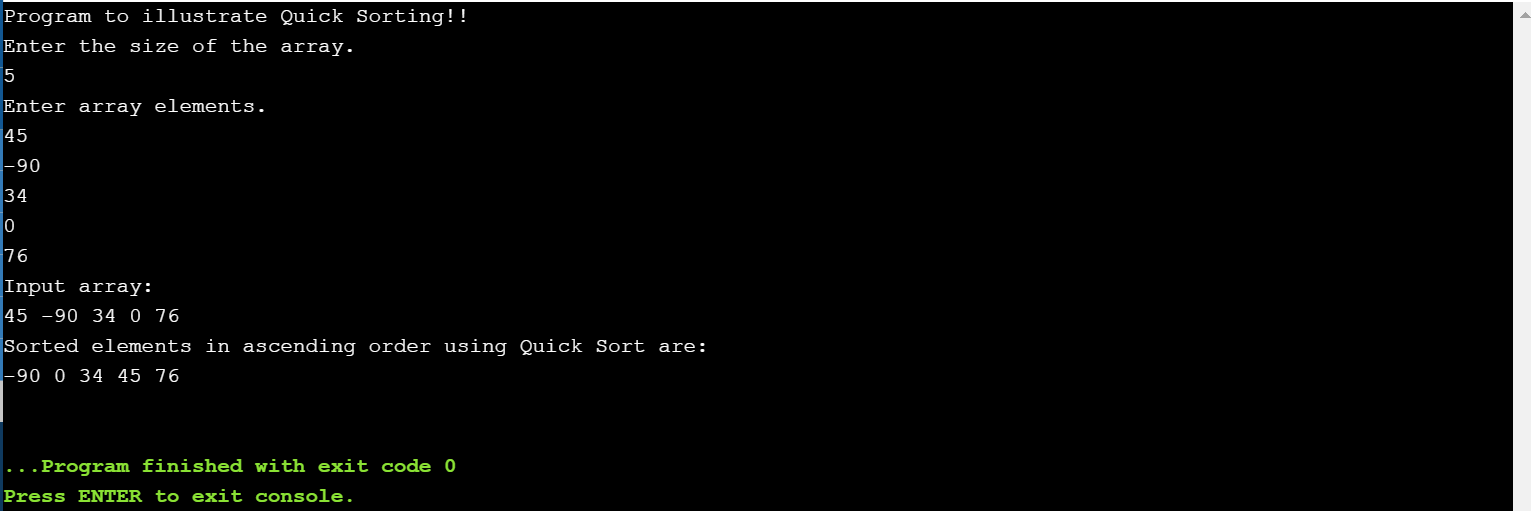 Program to illustrate Quick Sorting!!
Enter the size of the array.
5
Enter array elements.
45
-90
34
0
76
Input array:
45 -90 34 0 76
Sorted elements in ascending order using Quick Sort are:
-90 0 34 45 76
...Program finished with exit code 0
Press ENTER to exit console.